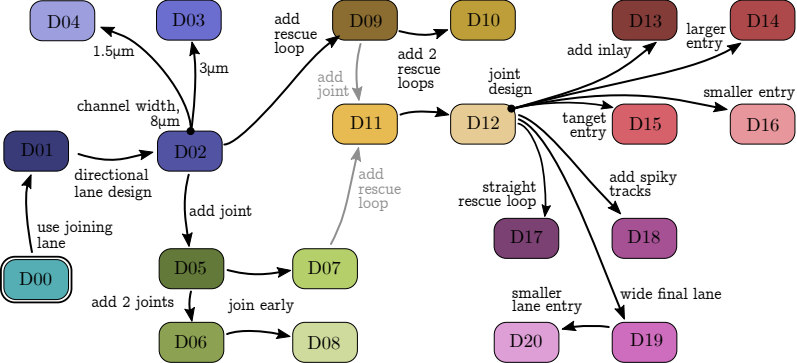 D04
D03
add
rescue
loop
D09
D10
D13
larger
entry
D14
1.5μm
3μm
add 2
rescue
loops
add inlay
add
joint
joint
design
smaller entry
channel width,
8μm
D01
D02
D11
D12
tanget
entry
D15
D16
directional
lane design
add
rescue
loop
add spiky
tracks
use joining
lane
add joint
straight
rescue loop
D17
D18
D00
D05
D07
add 2 joints
join early
smaller
lane entry
wide final lane
D06
D08
D20
D19